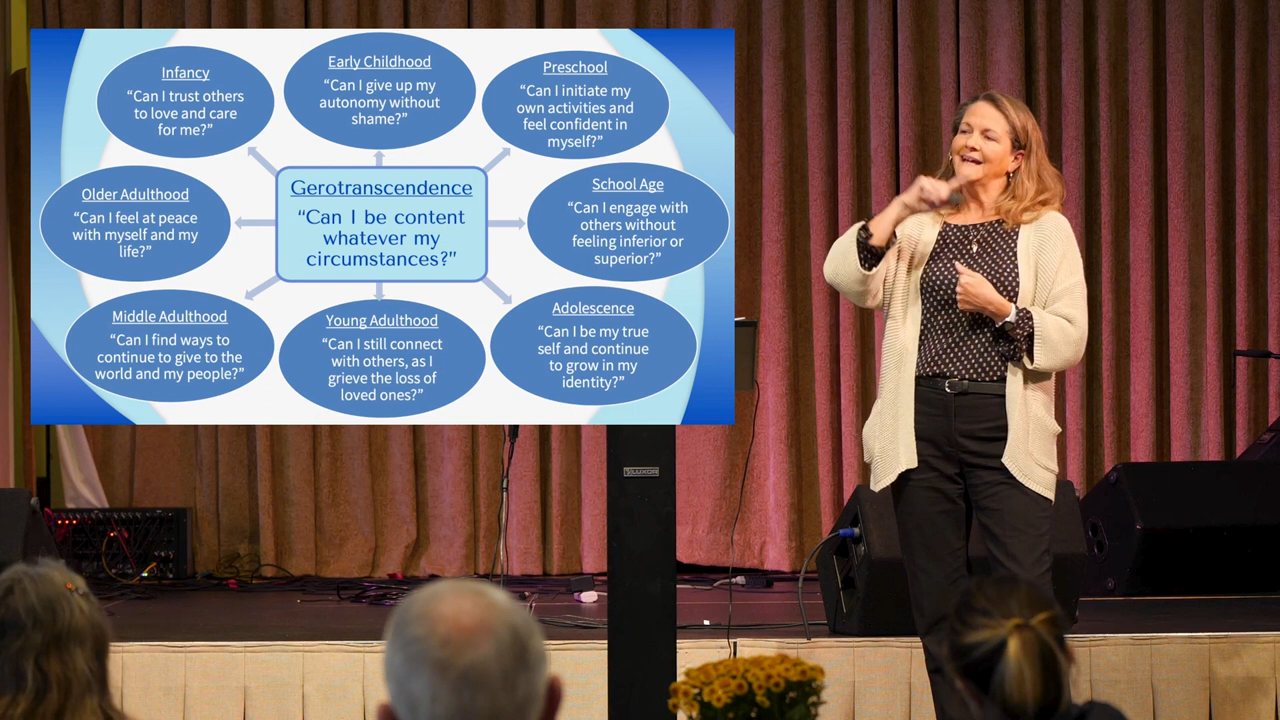 Infancy
“Can I trust others
to love and care
for me?”
Early Childhood
“Can I give up my
autonomy without
shame?”
Preschool
“Can I initiate my
own activities and
feel confident in
myself?”
Older Adulthood
“Can I feel at peace
with myself and my
life?”
Gerotranscendence
“Can I be content
whatever my
circumstances?”
School Age
“Can I engage with
others without
feeling inferior or
superior?”
Middle Adulthood
“Can I find ways to
continue to give to the
world and my people?”
Young Adulthood
“Can I still connect
with others, as I
grieve the loss of
loved ones?”
Adolescence
“Can I be my true
self and continue
to grow in my
identity?”
LUXOR